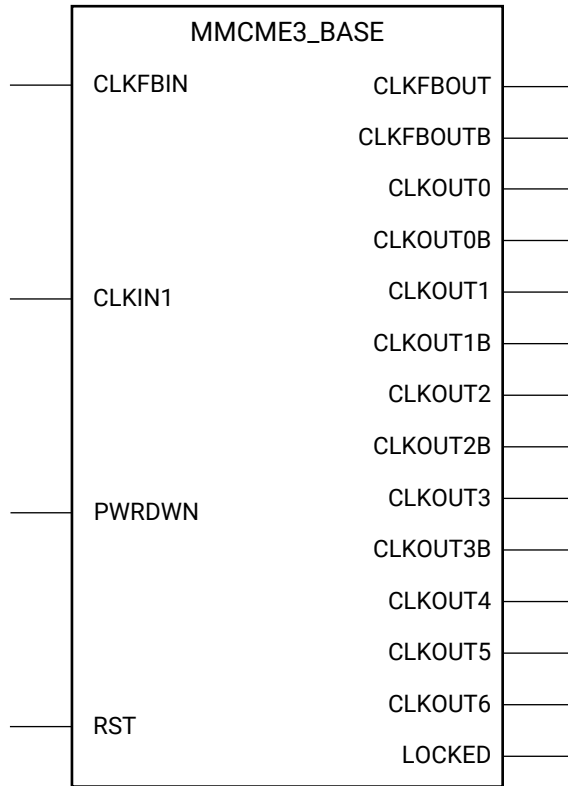 MMCME3_BASE
CLKFBIN
CLKIN1
PWRDWN
RST
CLKFBOUT
CLKFBOUTB
CLKOUT0
CLKOUT0B
CLKOUT1
CLKOUT1B
CLKOUT2
CLKOUT2B
CLKOUT3
CLKOUT3B
CLKOUT4
CLKOUT5
CLKOUT6
LOCKED